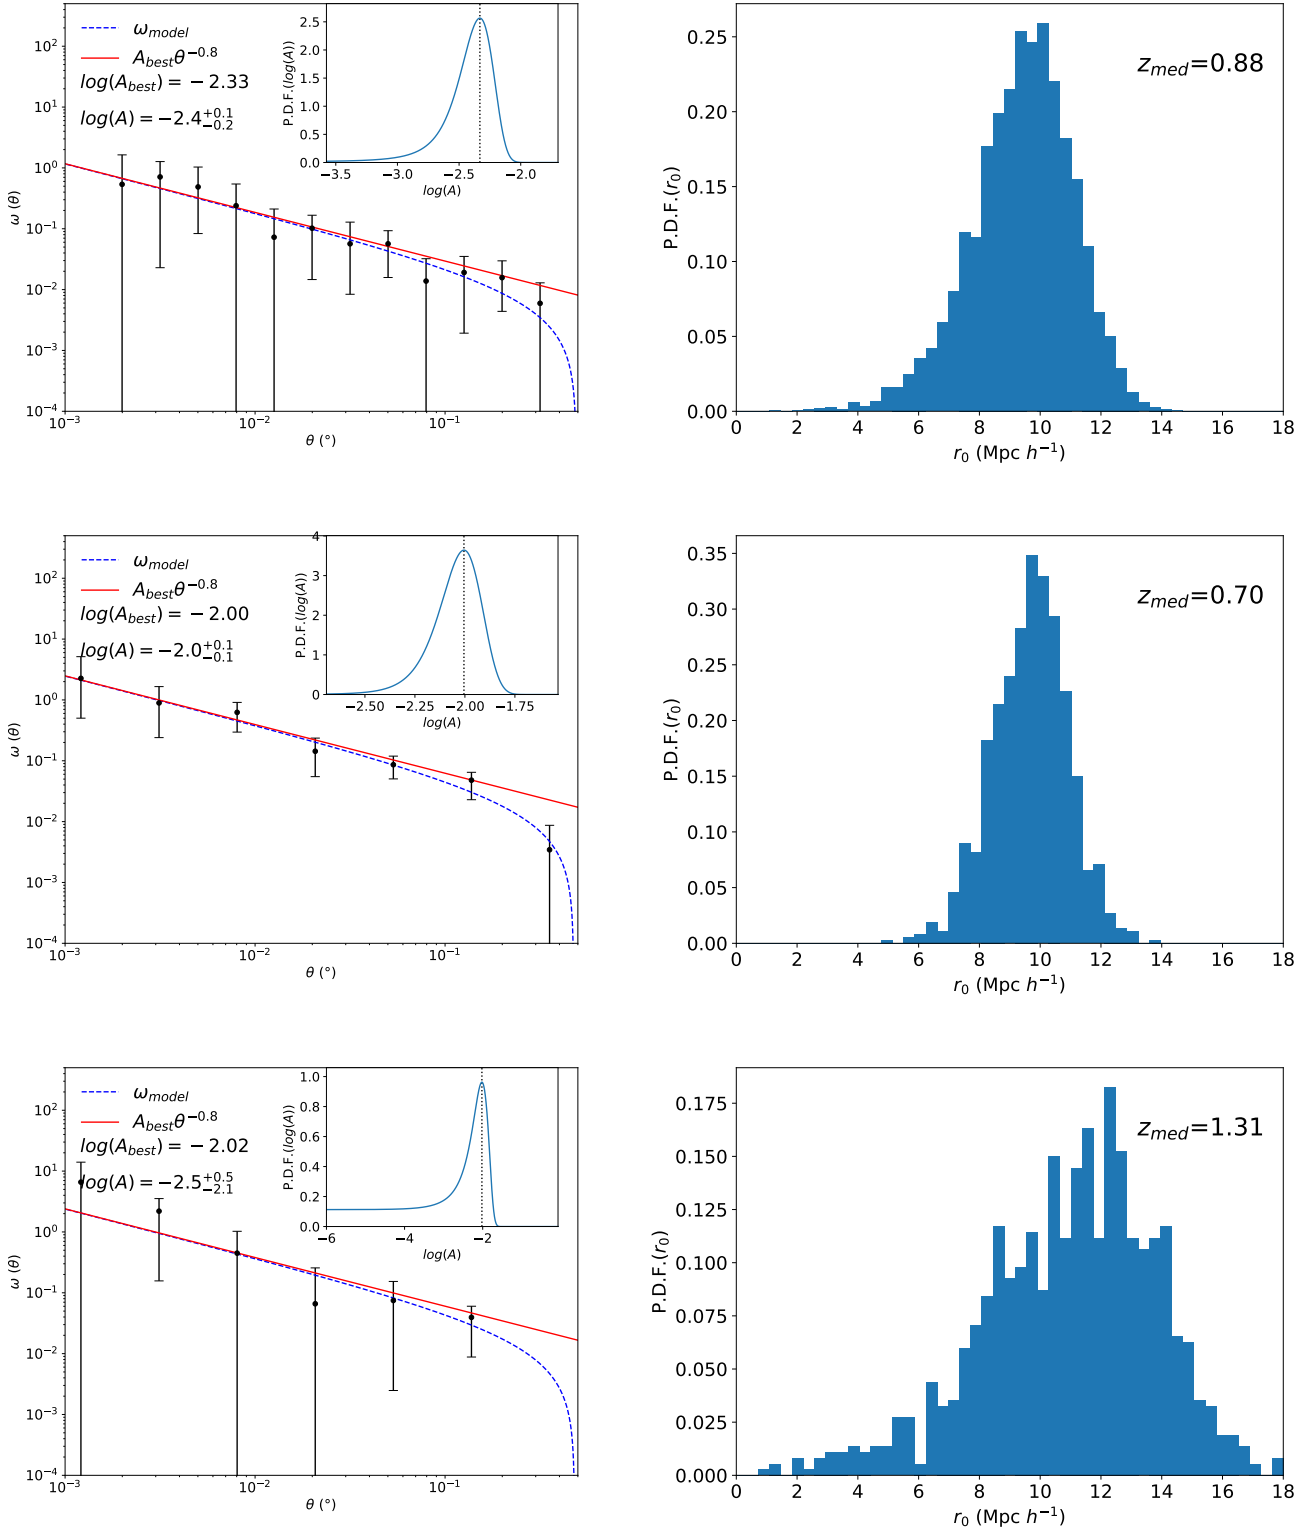 ω_model
A_best θ^−0.8
log(A_best) = −2.33
log(A) = −2.4 +0.1 −0.2
10^2
10^1
10^0
10^−1
10^−2
10^−3
10^−4
ω (θ)
10^−3
10^−2
10^−1
θ (°)
2.5
2.0
1.5
1.0
0.5
0.0
P.D.F.(log(A))
−3.5
−3.0
−2.5
−2.0
log(A)
z_med=0.88
0.25
0.20
0.15
0.10
0.05
0.00
P.D.F.(r_0)
0 2 4 6 8 10 12 14 16 18
r_0 (Mpc h^−1)
ω_model
A_best θ^−0.8
log(A_best) = −2.00
log(A) = −2.0 +0.1 −0.1
10^2
10^1
10^0
10^−1
10^−2
10^−3
10^−4
ω (θ)
10^−3
10^−2
10^−1
θ (°)
4
3
2
1
0
P.D.F.(log(A))
−2.50
−2.25
−2.00
−1.75
log(A)
z_med=0.70
0.35
0.30
0.25
0.20
0.15
0.10
0.05
0.00
P.D.F.(r_0)
0 2 4 6 8 10 12 14 16 18
r_0 (Mpc h^−1)
ω_model
A_best θ^−0.8
log(A_best) = −2.02
log(A) = −2.5 +0.5 −2.1
10^2
10^1
10^0
10^−1
10^−2
10^−3
10^−4
ω (θ)
10^−3
10^−2
10^−1
θ (°)
1.0
0.8
0.6
0.4
0.2
0.0
P.D.F.(log(A))
−6
−4
−2
log(A)
z_med=1.31
0.175
0.150
0.125
0.100
0.075
0.050
0.025
0.000
P.D.F.(r_0)
0 2 4 6 8 10 12 14 16 18
r_0 (Mpc h^−1)